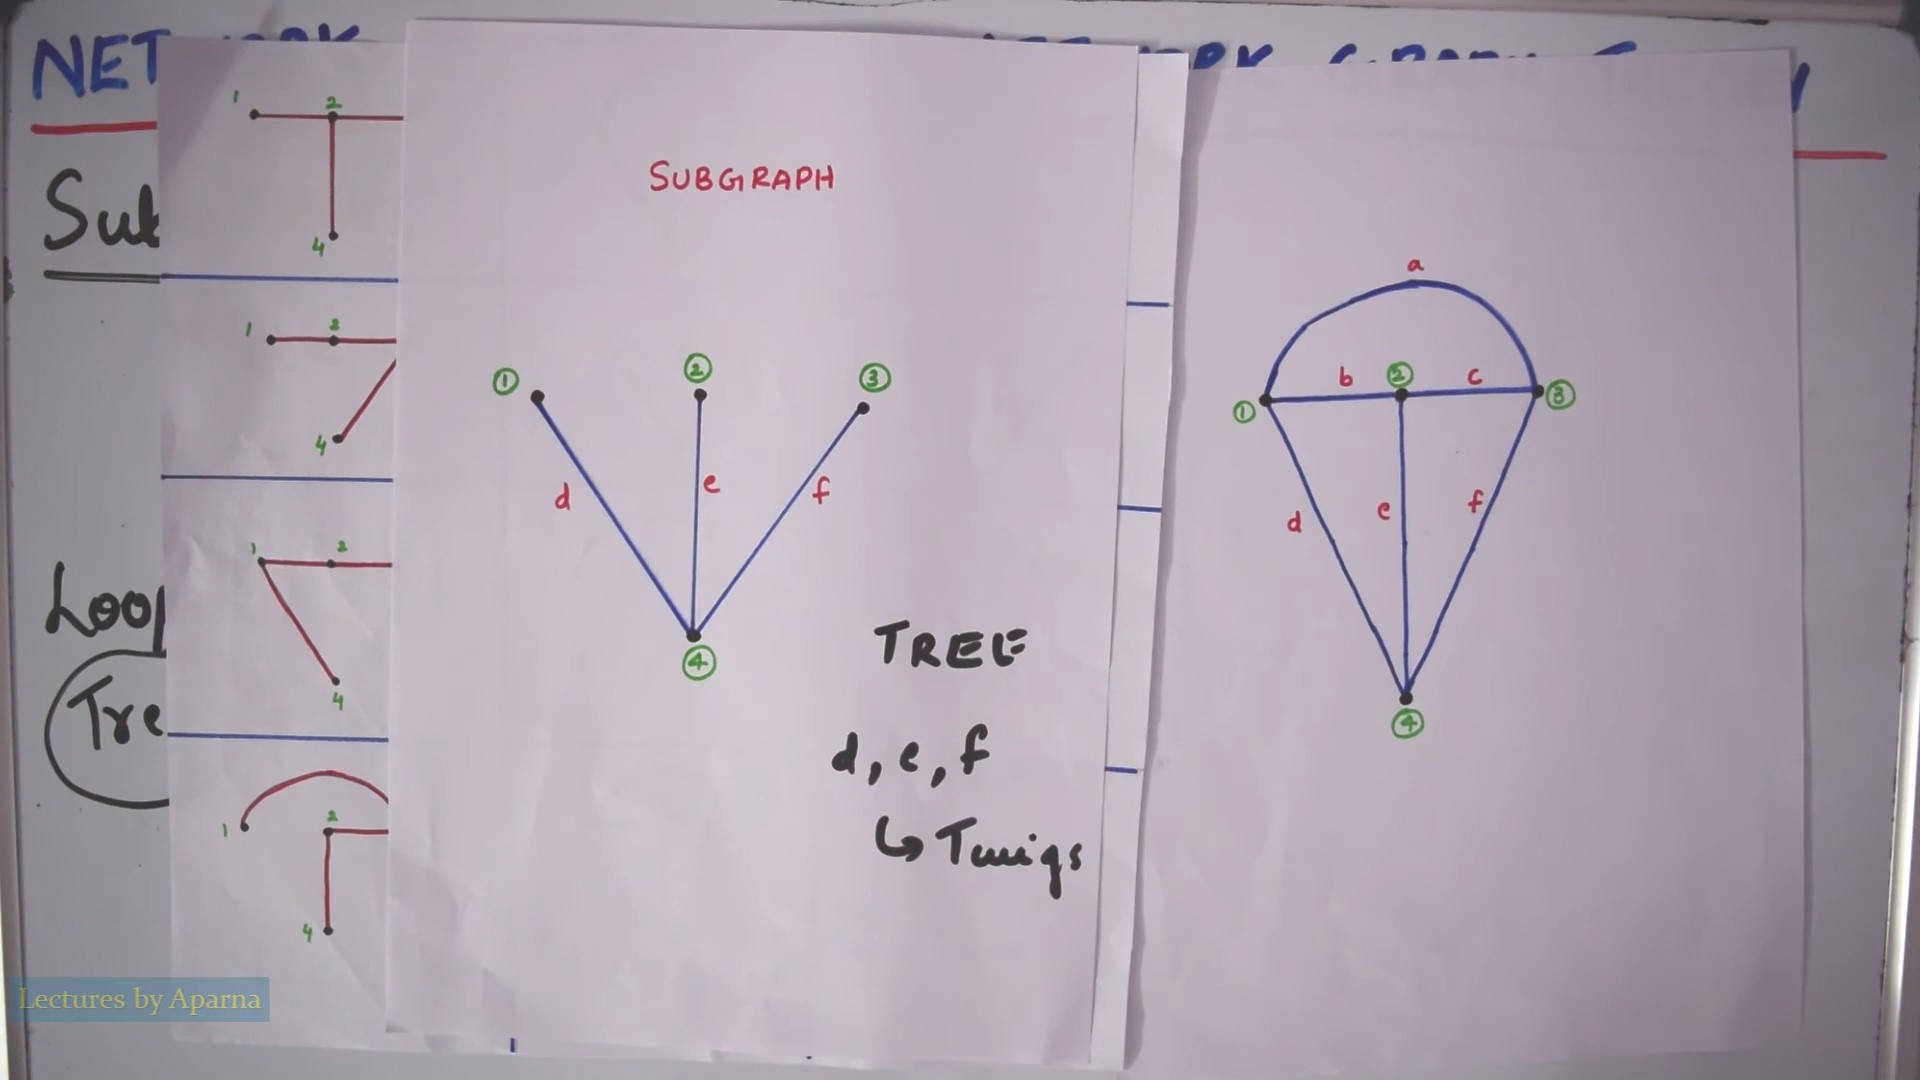 NET
Sub
Loop
Tre
1 2
4
1 2
4
1 2
4
1 2
4
SUBGRAPH
1 2 3
d e f
4
TREE
d, e, f
↳ Twigs
a
b 2 c
1 3
d e f
4
Lectures by Aparna